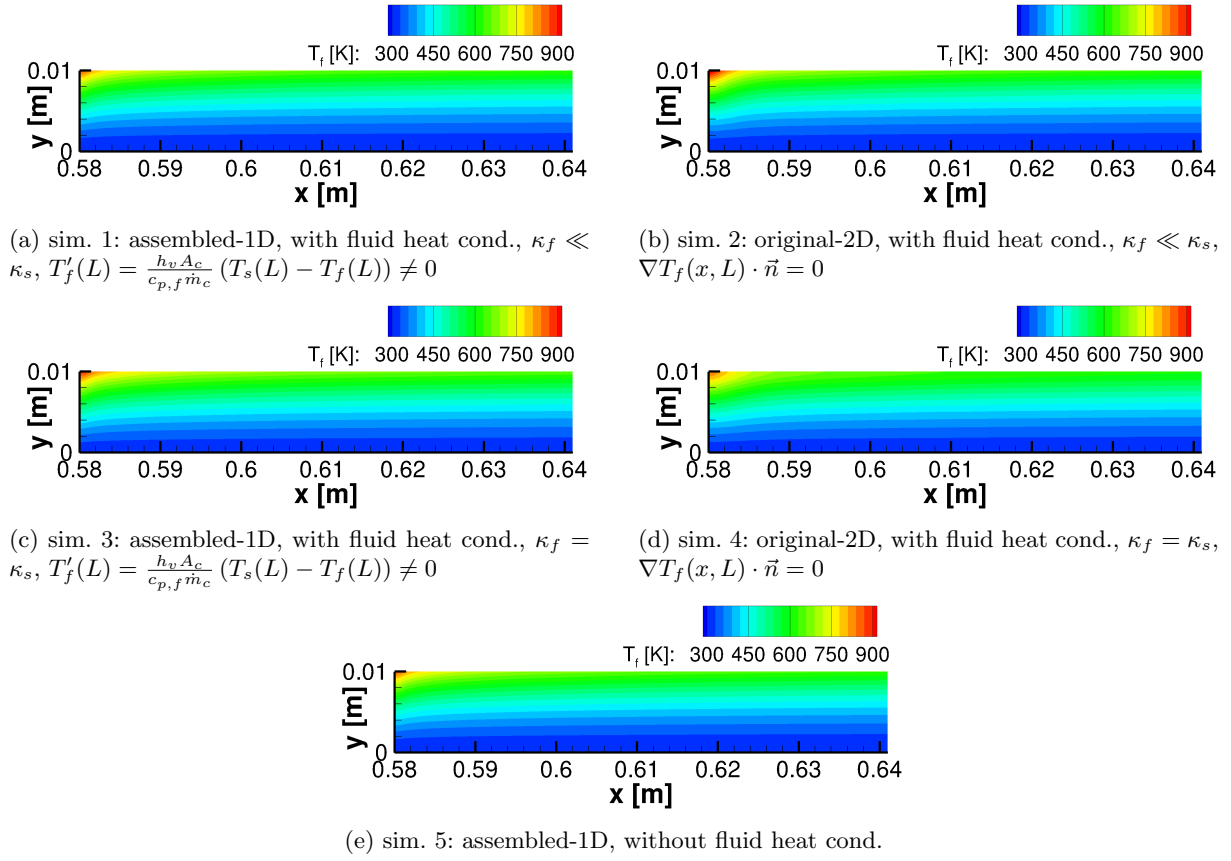 T_f [K]: 300 450 600 750 900
0.01
y [m]
0
0.58 0.59 0.6 0.61 0.62 0.63 0.64
x [m]
(a) sim. 1: assembled-1D, with fluid heat cond., κ_f ≪
κ_s, T′_f(L) = \frac{h_v A_c}{c_{p,f} ṁ_c} (T_s(L) − T_f(L)) ≠ 0
T_f [K]: 300 450 600 750 900
0.01
y [m]
0
0.58 0.59 0.6 0.61 0.62 0.63 0.64
x [m]
(b) sim. 2: original-2D, with fluid heat cond., κ_f ≪ κ_s,
∇T_f(x, L) · \vec{n} = 0
T_f [K]: 300 450 600 750 900
0.01
y [m]
0
0.58 0.59 0.6 0.61 0.62 0.63 0.64
x [m]
(c) sim. 3: assembled-1D, with fluid heat cond., κ_f =
κ_s, T′_f(L) = \frac{h_v A_c}{c_{p,f} ṁ_c} (T_s(L) − T_f(L)) ≠ 0
T_f [K]: 300 450 600 750 900
0.01
y [m]
0
0.58 0.59 0.6 0.61 0.62 0.63 0.64
x [m]
(d) sim. 4: original-2D, with fluid heat cond., κ_f = κ_s,
∇T_f(x, L) · \vec{n} = 0
T_f [K]: 300 450 600 750 900
0.01
y [m]
0
0.58 0.59 0.6 0.61 0.62 0.63 0.64
x [m]
(e) sim. 5: assembled-1D, without fluid heat cond.